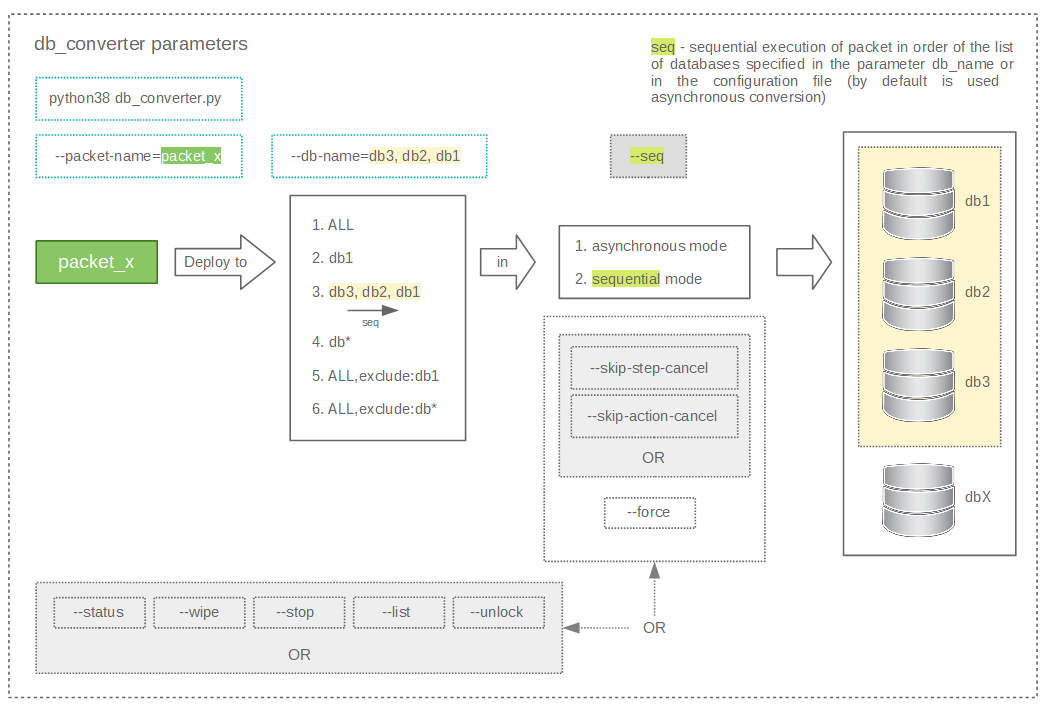 db_converter parameters
seq - sequential execution of packet in order of the list
of databases specified in the parameter db_name or
in the configuration file (by default is used
asynchronous conversion)
python38 db_converter.py
--packet-name=packet_x
--db-name=db3, db2, db1
--seq
packet_x
Deploy to
1. ALL
2. db1
3. db3, db2, db1
seq
4. db*
5. ALL,exclude:db1
6. ALL,exclude:db*
in
1. asynchronous mode
2. sequential mode
db1
db2
db3
dbX
--skip-step-cancel
--skip-action-cancel
OR
--force
--status
--wipe
--stop
--list
--unlock
OR
OR